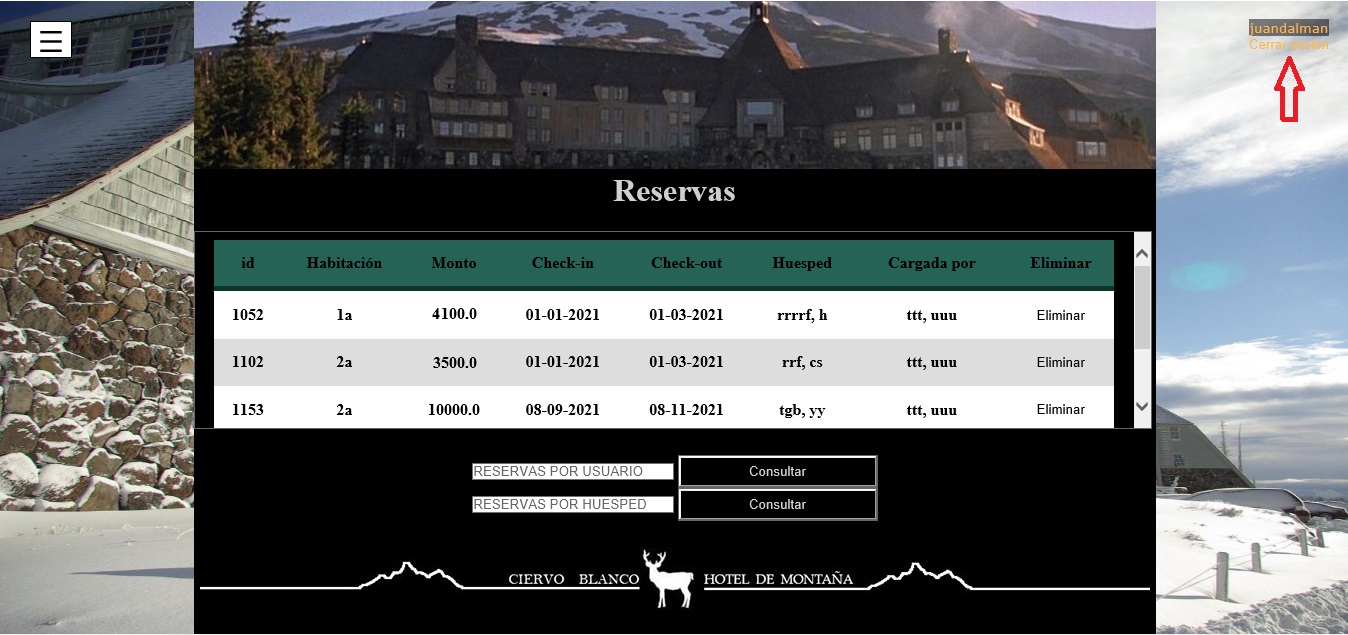 juandalman
Cerrar sesión
Reservas
id Habitación Monto Check-in Check-out Huesped Cargada por Eliminar
1052 1a 4100.0 01-01-2021 01-03-2021 rrrrf, h ttt, uuu Eliminar
1102 2a 3500.0 01-01-2021 01-03-2021 rrf, cs ttt, uuu Eliminar
1153 2a 10000.0 08-09-2021 08-11-2021 tgb, yy ttt, uuu Eliminar
RESERVAS POR USUARIO Consultar
RESERVAS POR HUESPED Consultar
CIERVO BLANCO HOTEL DE MONTAÑA